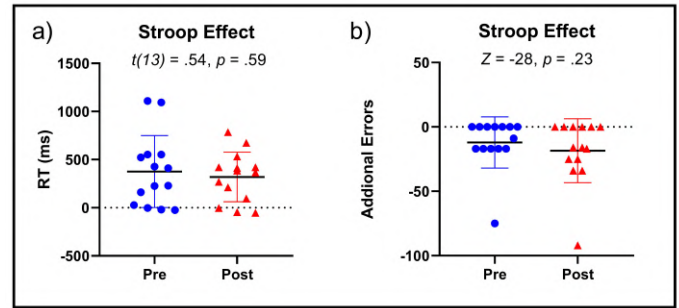 a)
Stroop Effect
t(13) = .54, p = .59
1500
1000
500
0
-500
RT (ms)
Pre
Post
b)
Stroop Effect
Z = -28, p = .23
50
0
-50
-100
Addional Errors
Pre
Post